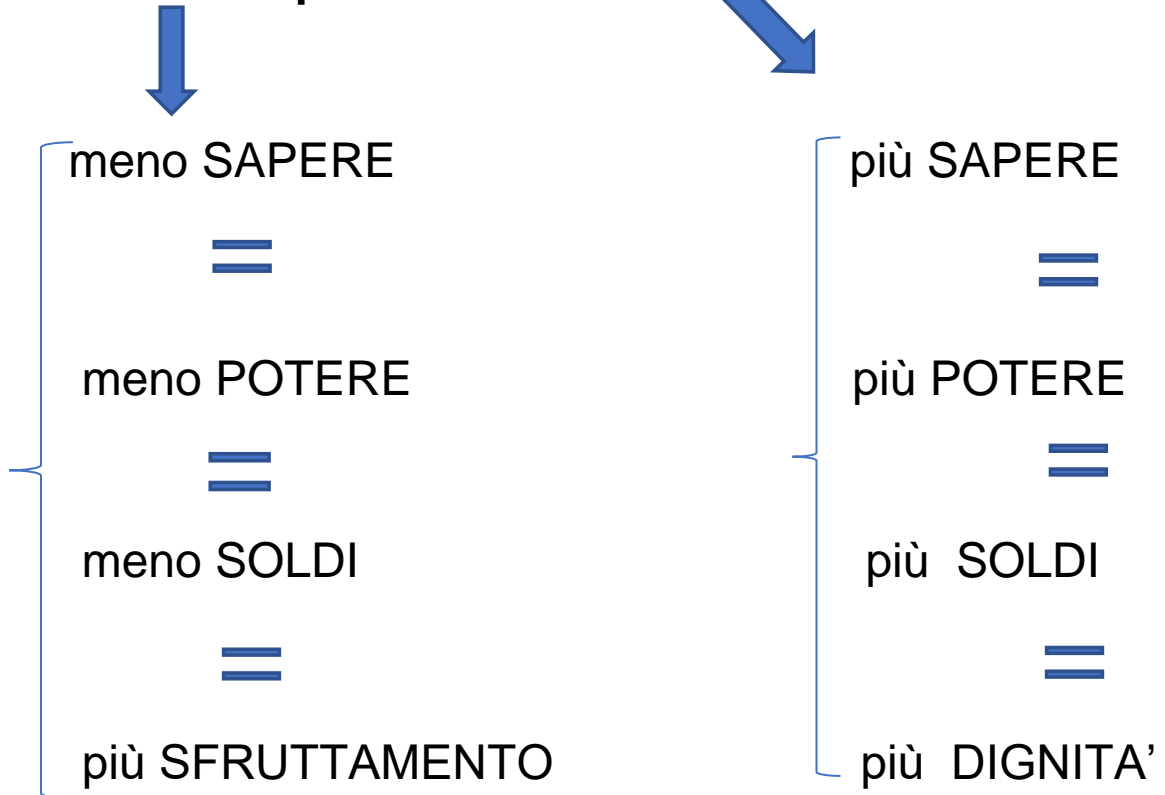 meno SAPERE
=
meno POTERE
=
meno SOLDI
=
più SFRUTTAMENTO
più SAPERE
=
più POTERE
=
più SOLDI
=
più DIGNITA’